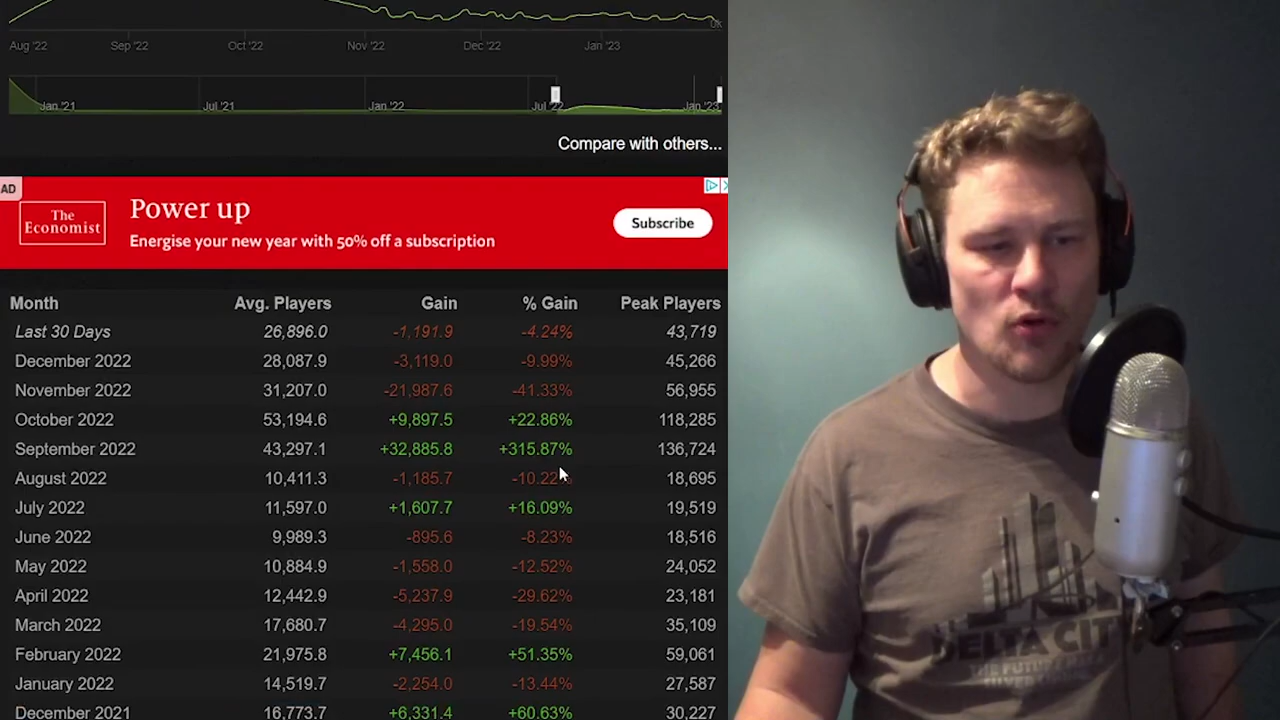 0k
Aug '22 Sep '22 Oct '22 Nov '22 Dec '22 Jan '23
Jan '21 Jul '21 Jan '22 Jul '22 Jan '23
Compare with others...
AD
The
Economist
Power up
Energise your new year with 50% off a subscription
Subscribe
Month Avg. Players Gain % Gain Peak Players
Last 30 Days 26,896.0 -1,191.9 -4.24% 43,719
December 2022 28,087.9 -3,119.0 -9.99% 45,266
November 2022 31,207.0 -21,987.6 -41.33% 56,955
October 2022 53,194.6 +9,897.5 +22.86% 118,285
September 2022 43,297.1 +32,885.8 +315.87% 136,724
August 2022 10,411.3 -1,185.7 -10.22% 18,695
July 2022 11,597.0 +1,607.7 +16.09% 19,519
June 2022 9,989.3 -895.6 -8.23% 18,516
May 2022 10,884.9 -1,558.0 -12.52% 24,052
April 2022 12,442.9 -5,237.9 -29.62% 23,181
March 2022 17,680.7 -4,295.0 -19.54% 35,109
February 2022 21,975.8 +7,456.1 +51.35% 59,061
January 2022 14,519.7 -2,254.0 -13.44% 27,587
December 2021 16,773.7 +6,331.4 +60.63% 30,227
DELTA CIT
THE FUTURE HAS A
SILVER LINING